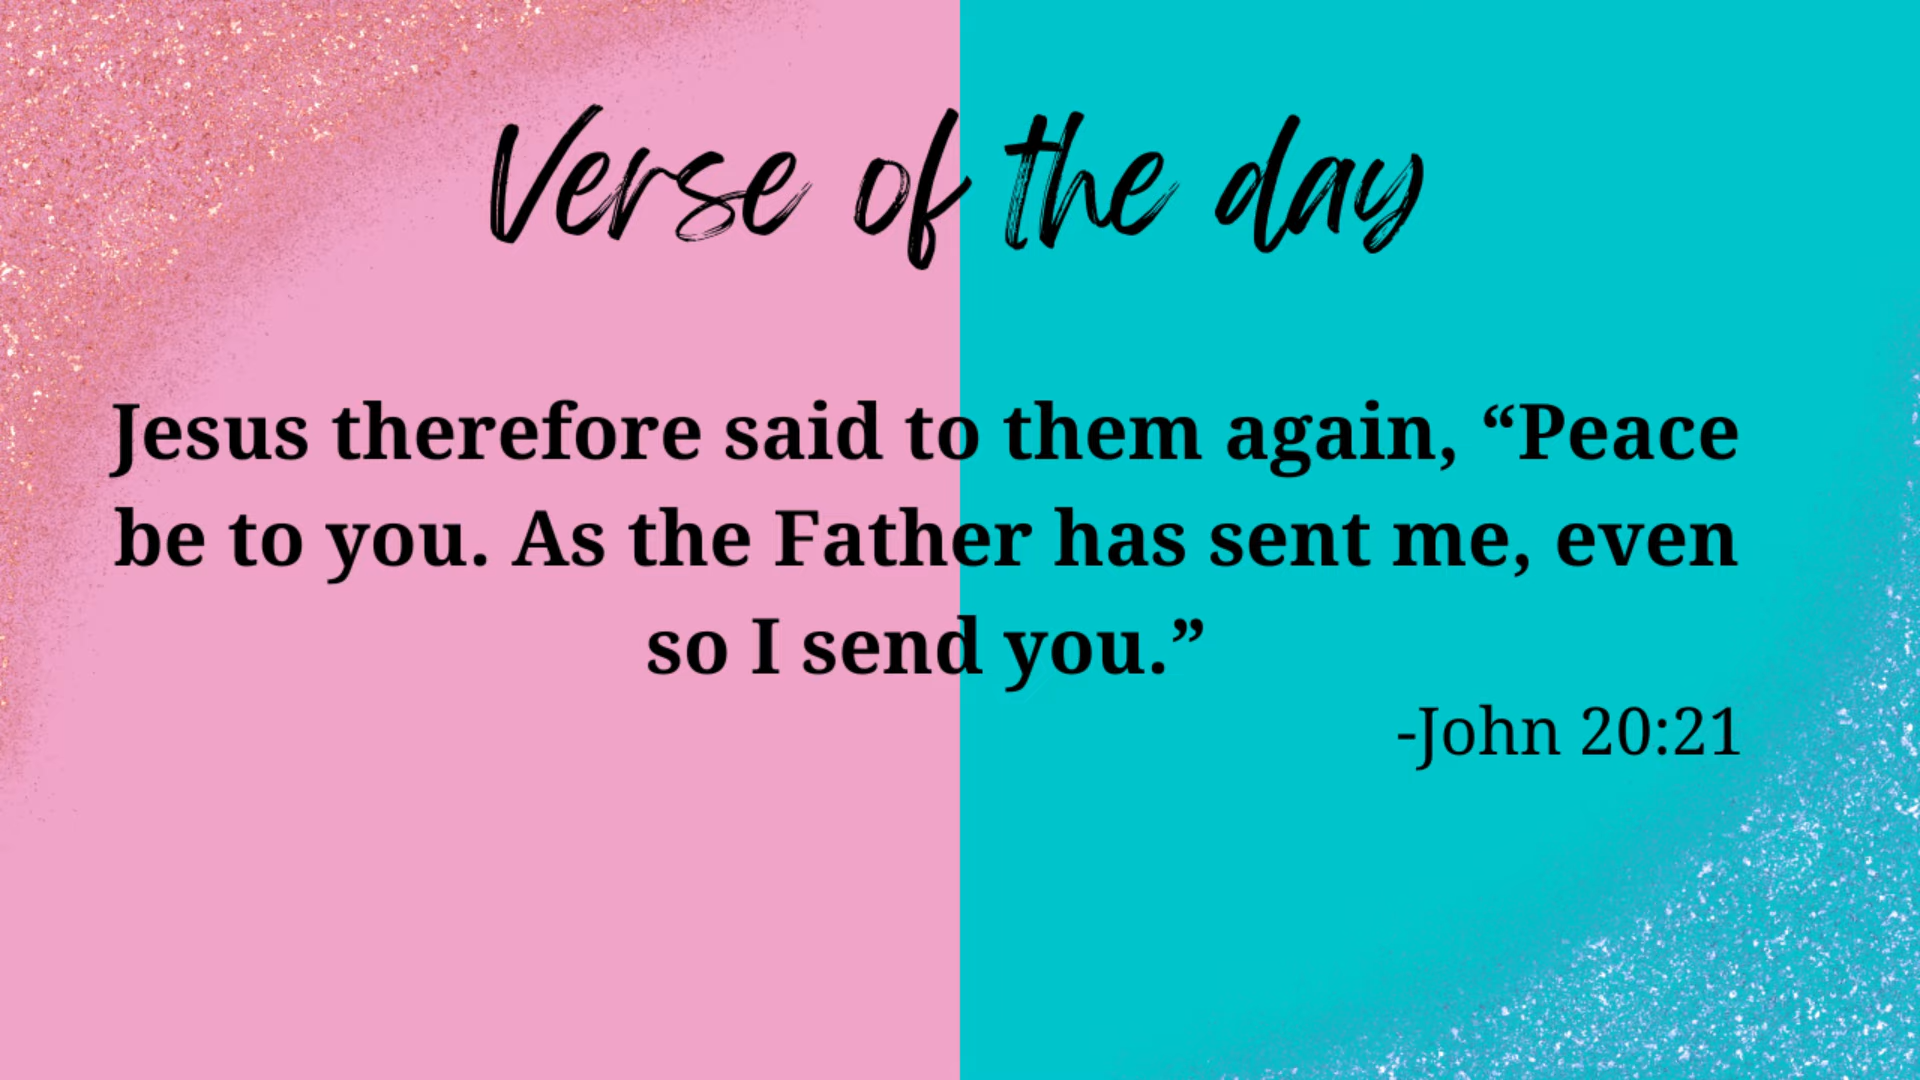 Verse of the day
Jesus therefore said to them again, “Peace
be to you. As the Father has sent me, even
so I send you.”
-John 20:21